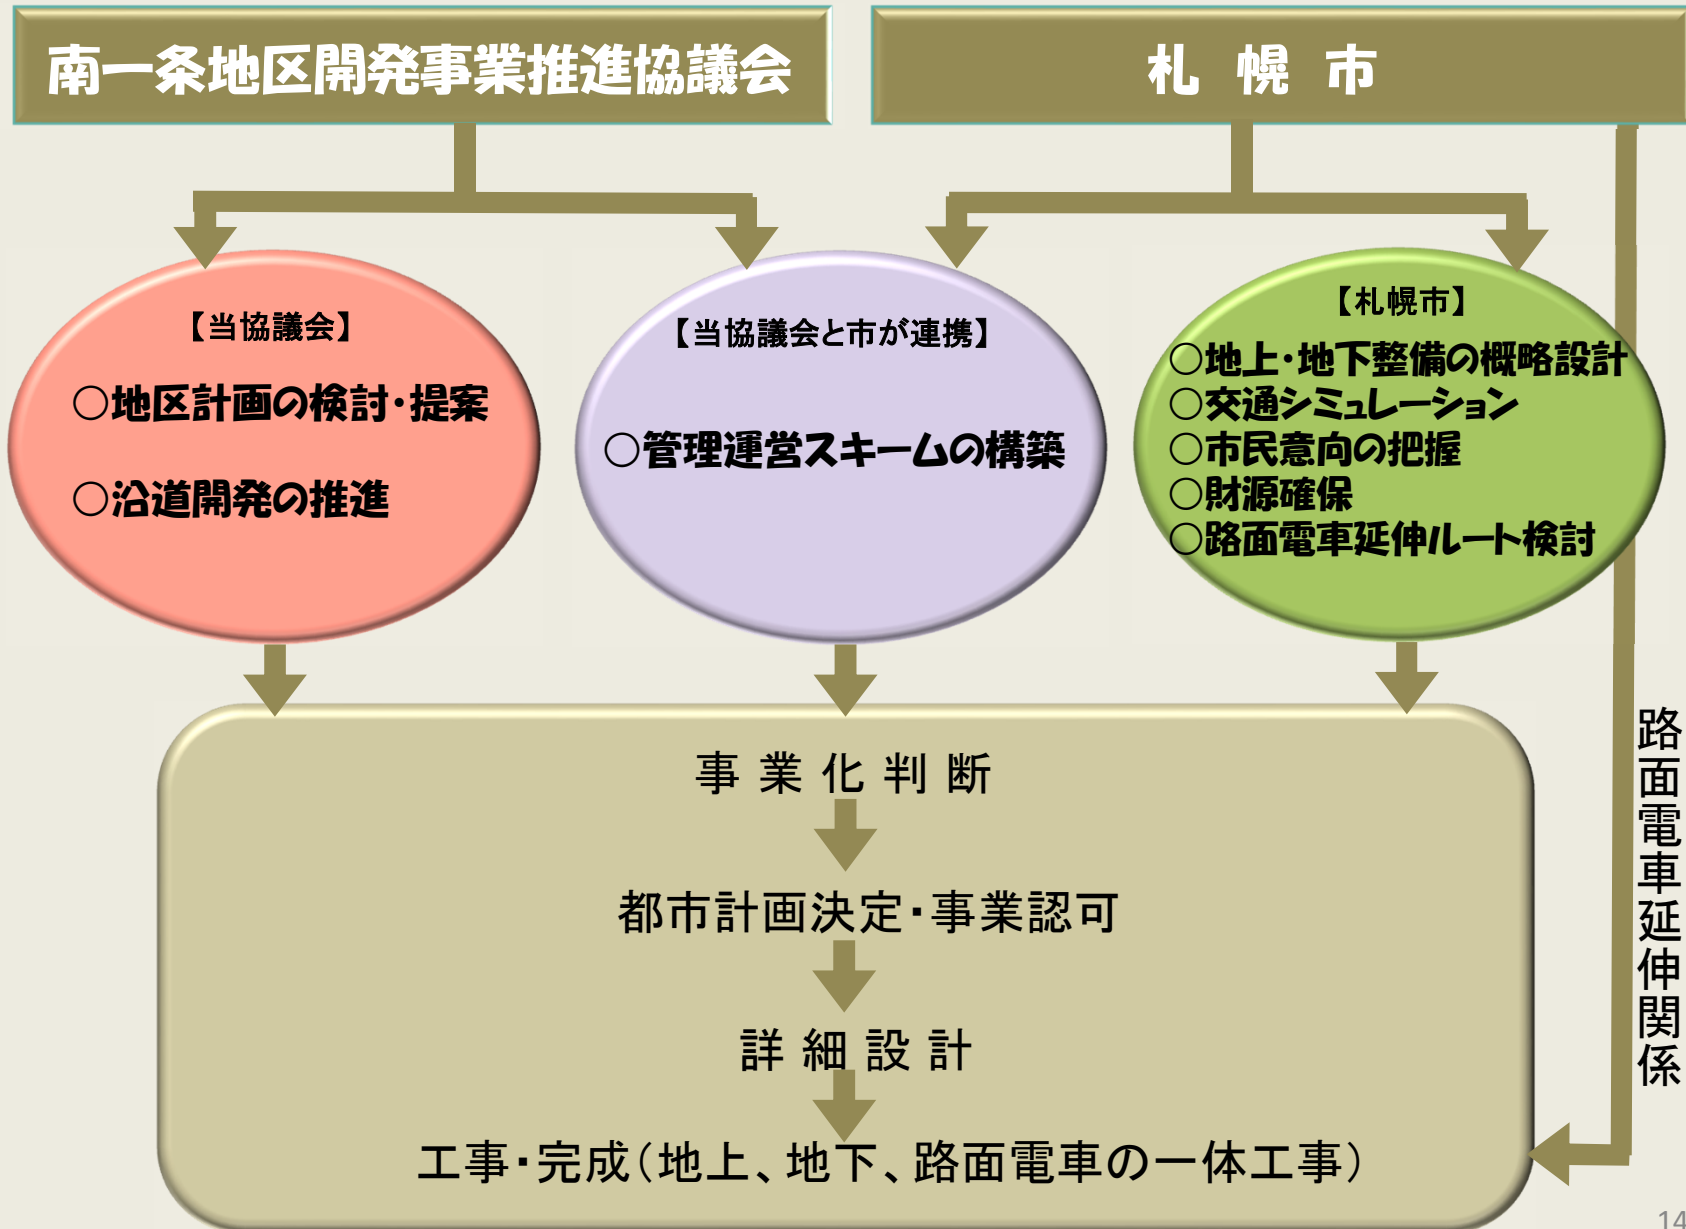 南一条地区開発事業推進協議会
札 幌 市
【当協議会】
○地区計画の検討・提案
○沿道開発の推進
【当協議会と市が連携】
○管理運営スキームの構築
【札幌市】
○地上・地下整備の概略設計
○交通シミュレーション
○市民意向の把握
○財源確保
○路面電車延伸ルート検討
事 業 化 判 断
都市計画決定・事業認可
詳 細 設 計
工事・完成(地上、地下、路面電車の一体工事)
路面電車延伸関係
14